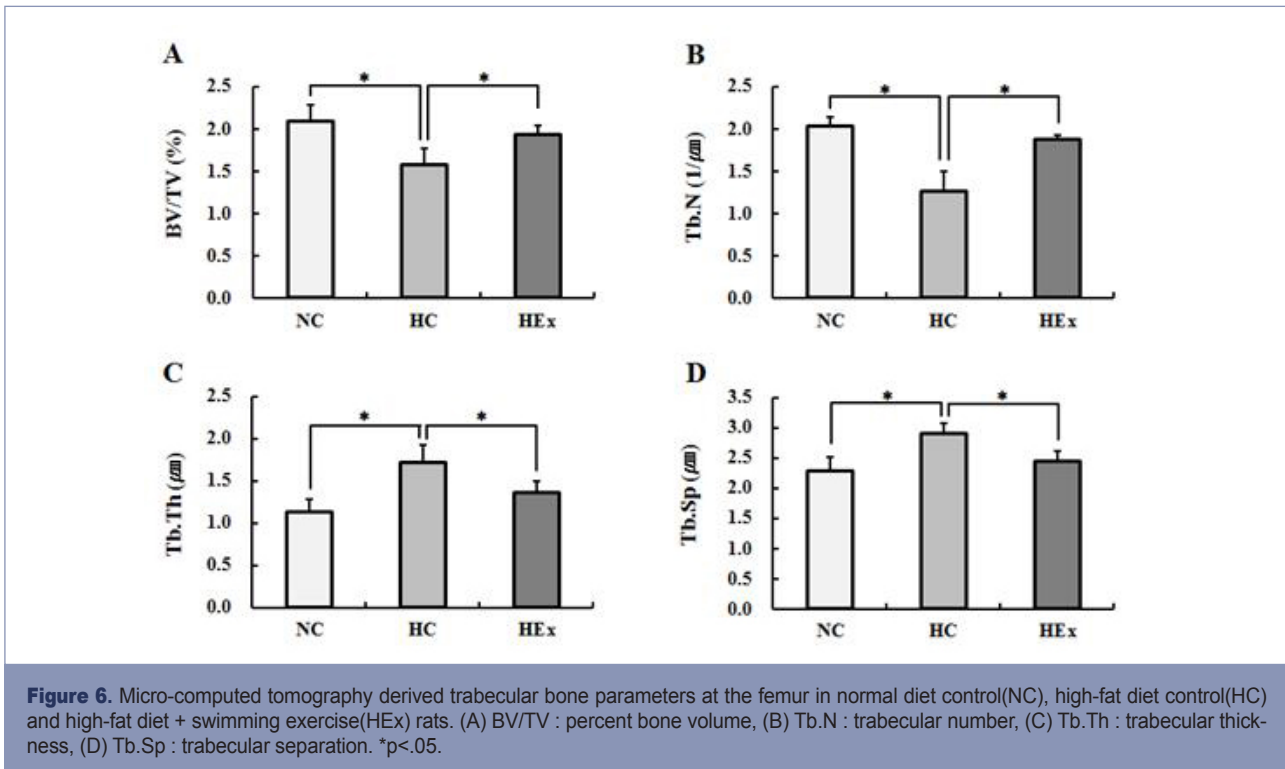 A
BV/TV (%)
2.5
2.0
1.5
1.0
0.5
0.0
*
*
NC HC HEx
B
Tb.N (1/㎛)
2.5
2.0
1.5
1.0
0.5
0.0
*
*
NC HC HEx
C
Tb.Th (㎛)
2.5
2.0
1.5
1.0
0.5
0.0
*
*
NC HC HEx
D
Tb.Sp (㎛)
3.5
3.0
2.5
2.0
1.5
1.0
0.5
0.0
*
*
NC HC HEx
Figure 6. Micro-computed tomography derived trabecular bone parameters at the femur in normal diet control(NC), high-fat diet control(HC)
and high-fat diet + swimming exercise(HEx) rats. (A) BV/TV : percent bone volume, (B) Tb.N : trabecular number, (C) Tb.Th : trabecular thick-
ness, (D) Tb.Sp : trabecular separation. *p<.05.